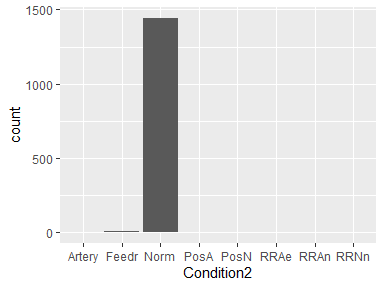 1500
1000
count
500
0
Artery Feedr Norm PosA PosN RRAe RRAn RRNn
Condition2